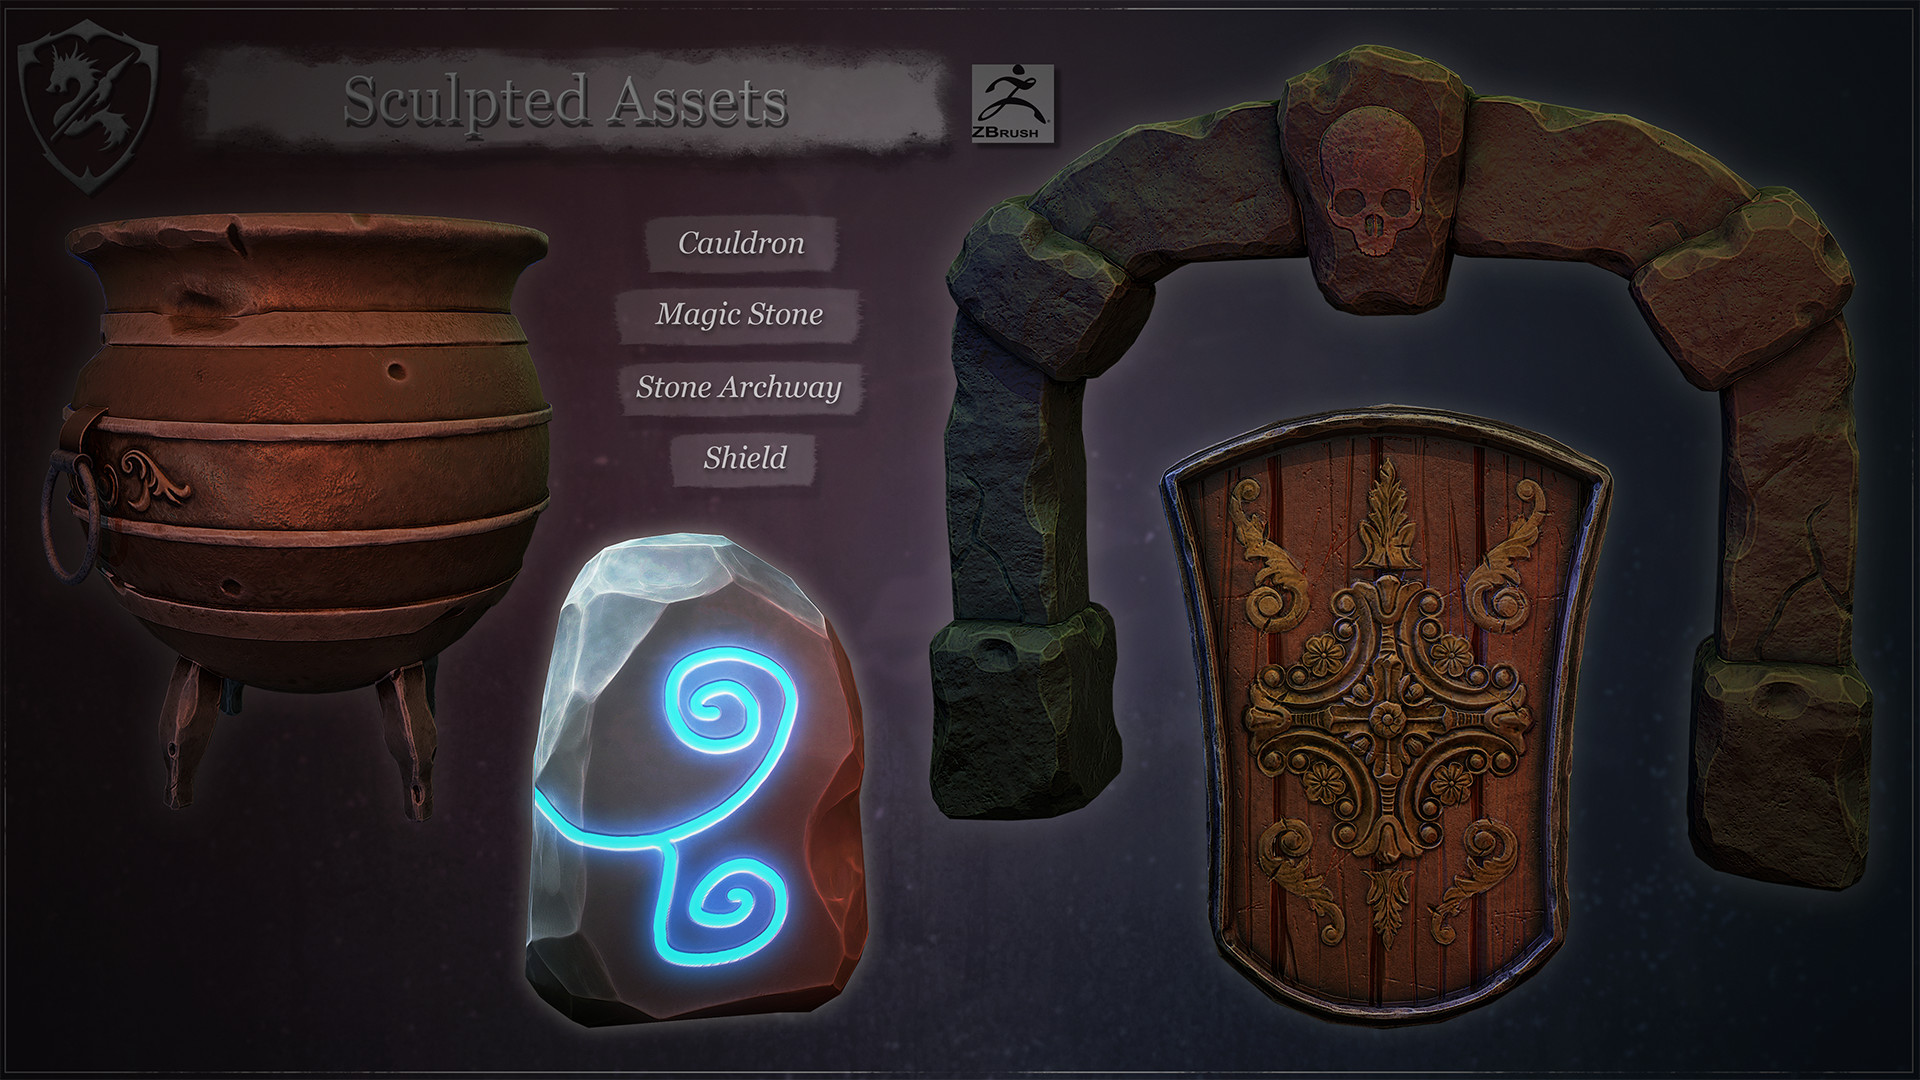 Sculpted Assets
ZBRUSH
Cauldron
Magic Stone
Stone Archway
Shield